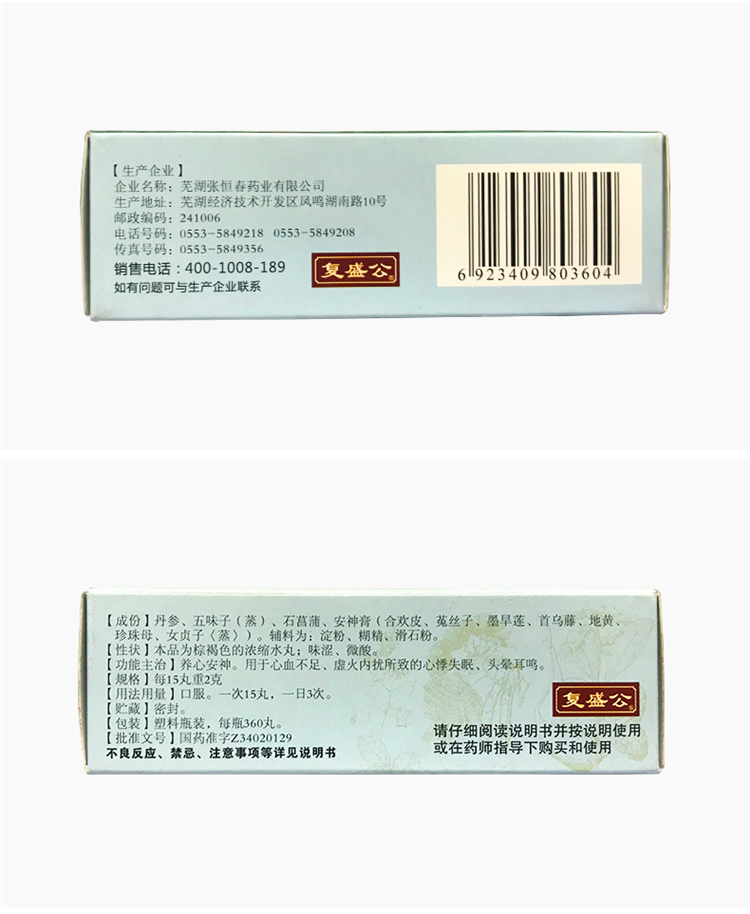 【生产企业】
企业名称：芜湖张恒春药业有限公司
生产地址：芜湖经济技术开发区凤鸣湖南路10号
邮政编码：241006
电话号码：0553-5849218 0553-5849208
传真号码：0553-5849356
销售电话：400-1008-189
如有问题可与生产企业联系
复盛公®
6 923409 803604
【成份】丹参、五味子（蒸）、石菖蒲、安神膏（合欢皮、菟丝子、墨旱莲、首乌藤、地黄、
珍珠母、女贞子（蒸））。辅料为：淀粉、糊精、滑石粉。
【性状】本品为棕褐色的浓缩水丸；味涩、微酸。
【功能主治】养心安神。用于心血不足、虚火内扰所致的心悸失眠、头晕耳鸣。
【规格】每15丸重2克
【用法用量】口服。一次15丸，一日3次。
【贮藏】密封。
【包装】塑料瓶装，每瓶360丸。
【批准文号】国药准字Z34020129
不良反应、禁忌、注意事项等详见说明书
复盛公®
请仔细阅读说明书并按说明使用
或在药师指导下购买和使用